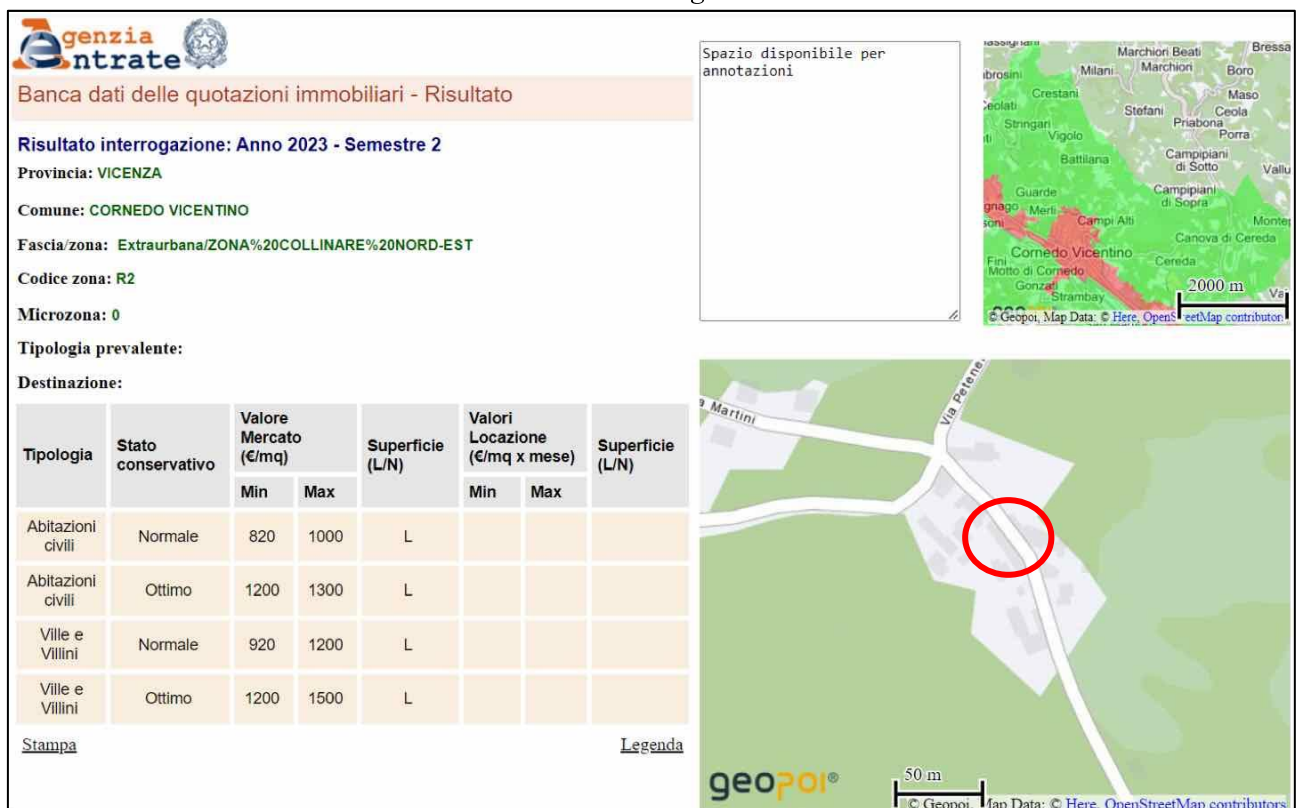 Agenzia
Entrate
Banca dati delle quotazioni immobiliari - Risultato
Risultato interrogazione: Anno 2023 - Semestre 2
Provincia: VICENZA
Comune: CORNEDO VICENTINO
Fascia/zona: Extraurbana/ZONA%20COLLINARE%20NORD-EST
Codice zona: R2
Microzona: 0
Tipologia prevalente:
Destinazione:
Tipologia Stato conservativo Valore Mercato (€/mq) Superficie (L/N) Valori Locazione (€/mq x mese) Superficie (L/N)
Min Max Min Max
Abitazioni civili Normale 820 1000 L
Abitazioni civili Ottimo 1200 1300 L
Ville e Villini Normale 920 1200 L
Ville e Villini Ottimo 1200 1500 L
Stampa Legenda
Spazio disponibile per
annotazioni
Marchiori Beati
Bressa
Milani
Marchiori
Boro
Crestani
Maso
Stefani
Ceola
Stringari
Priabona
Vigolo
Porra
Battilana
Campipiani
di Sotto
Vallu
Guarde
Campipiani
di Sopra
Merli
Campi Alti
Canova di Cereda
Cornedo Vicentino
Cereda
Fini
Motto di Cornedo
Gonzati
Strambay
2000 m
© Geopoi, Map Data: © Here, OpenStreetMap contributors
a Martini
Via Petene
geopoi®
50 m
© Geopoi, Map Data: © Here, OpenStreetMap contributors